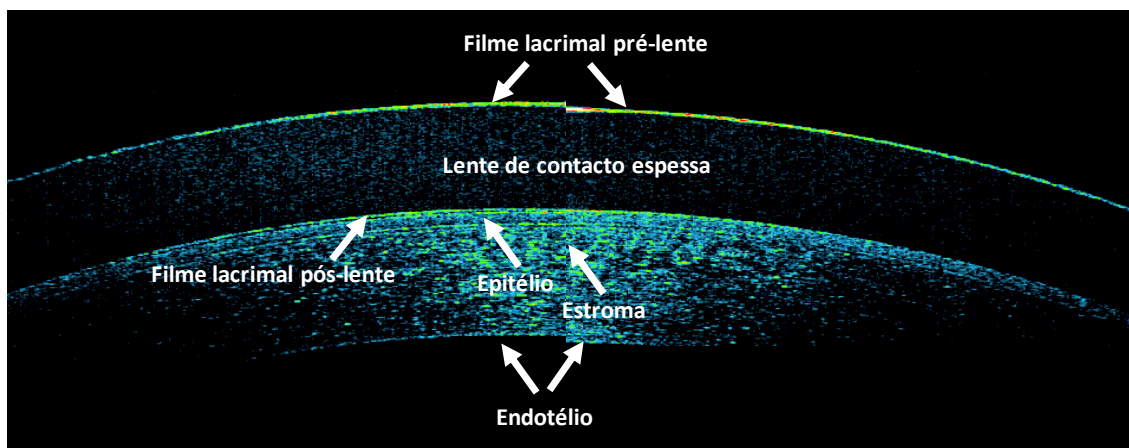 Filme lacrimal pré-lente
Lente de contacto espessa
Filme lacrimal pós-lente
Epitélio
Estroma
Endotélio